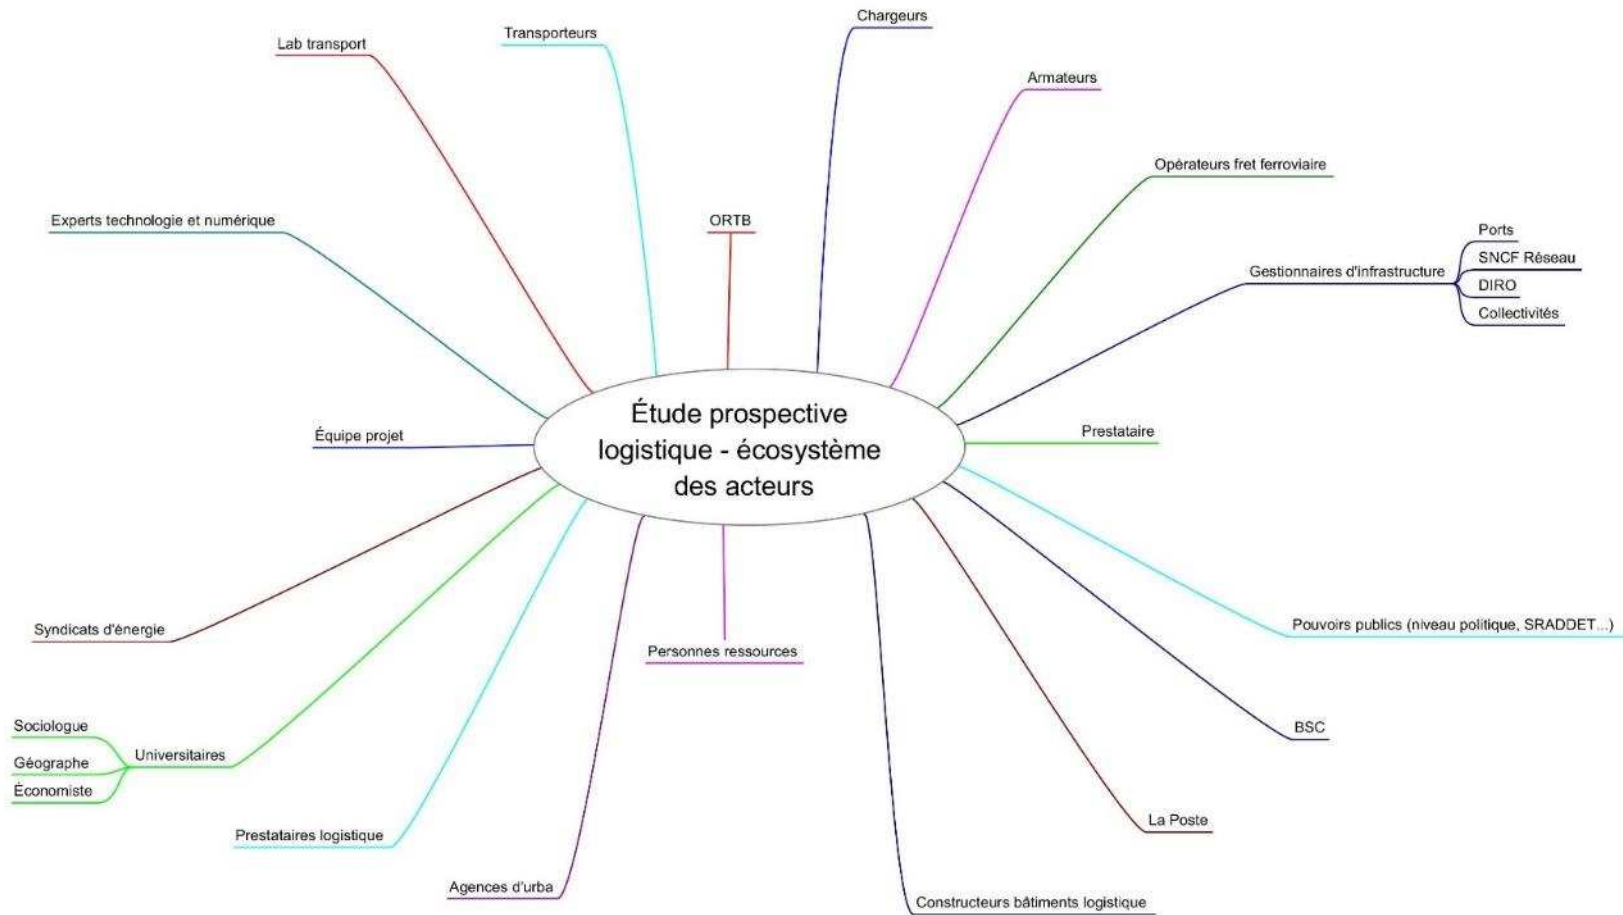 Chargeurs
Transporteurs
Lab transport
Armateurs
Opérateurs fret ferroviaire
Experts technologie et numérique
ORTB
Ports
SNCF Réseau
Gestionnaires d'infrastructure
DIRO
Collectivités
Étude prospective
logistique - écosystème
des acteurs
Équipe projet
Prestataire
Syndicats d'énergie
Pouvoirs publics (niveau politique, SRADDET...)
Personnes ressources
Sociologue
BSC
Universitaires
Géographe
Économiste
La Poste
Prestataires logistique
Agences d'urba
Constructeurs bâtiments logistique